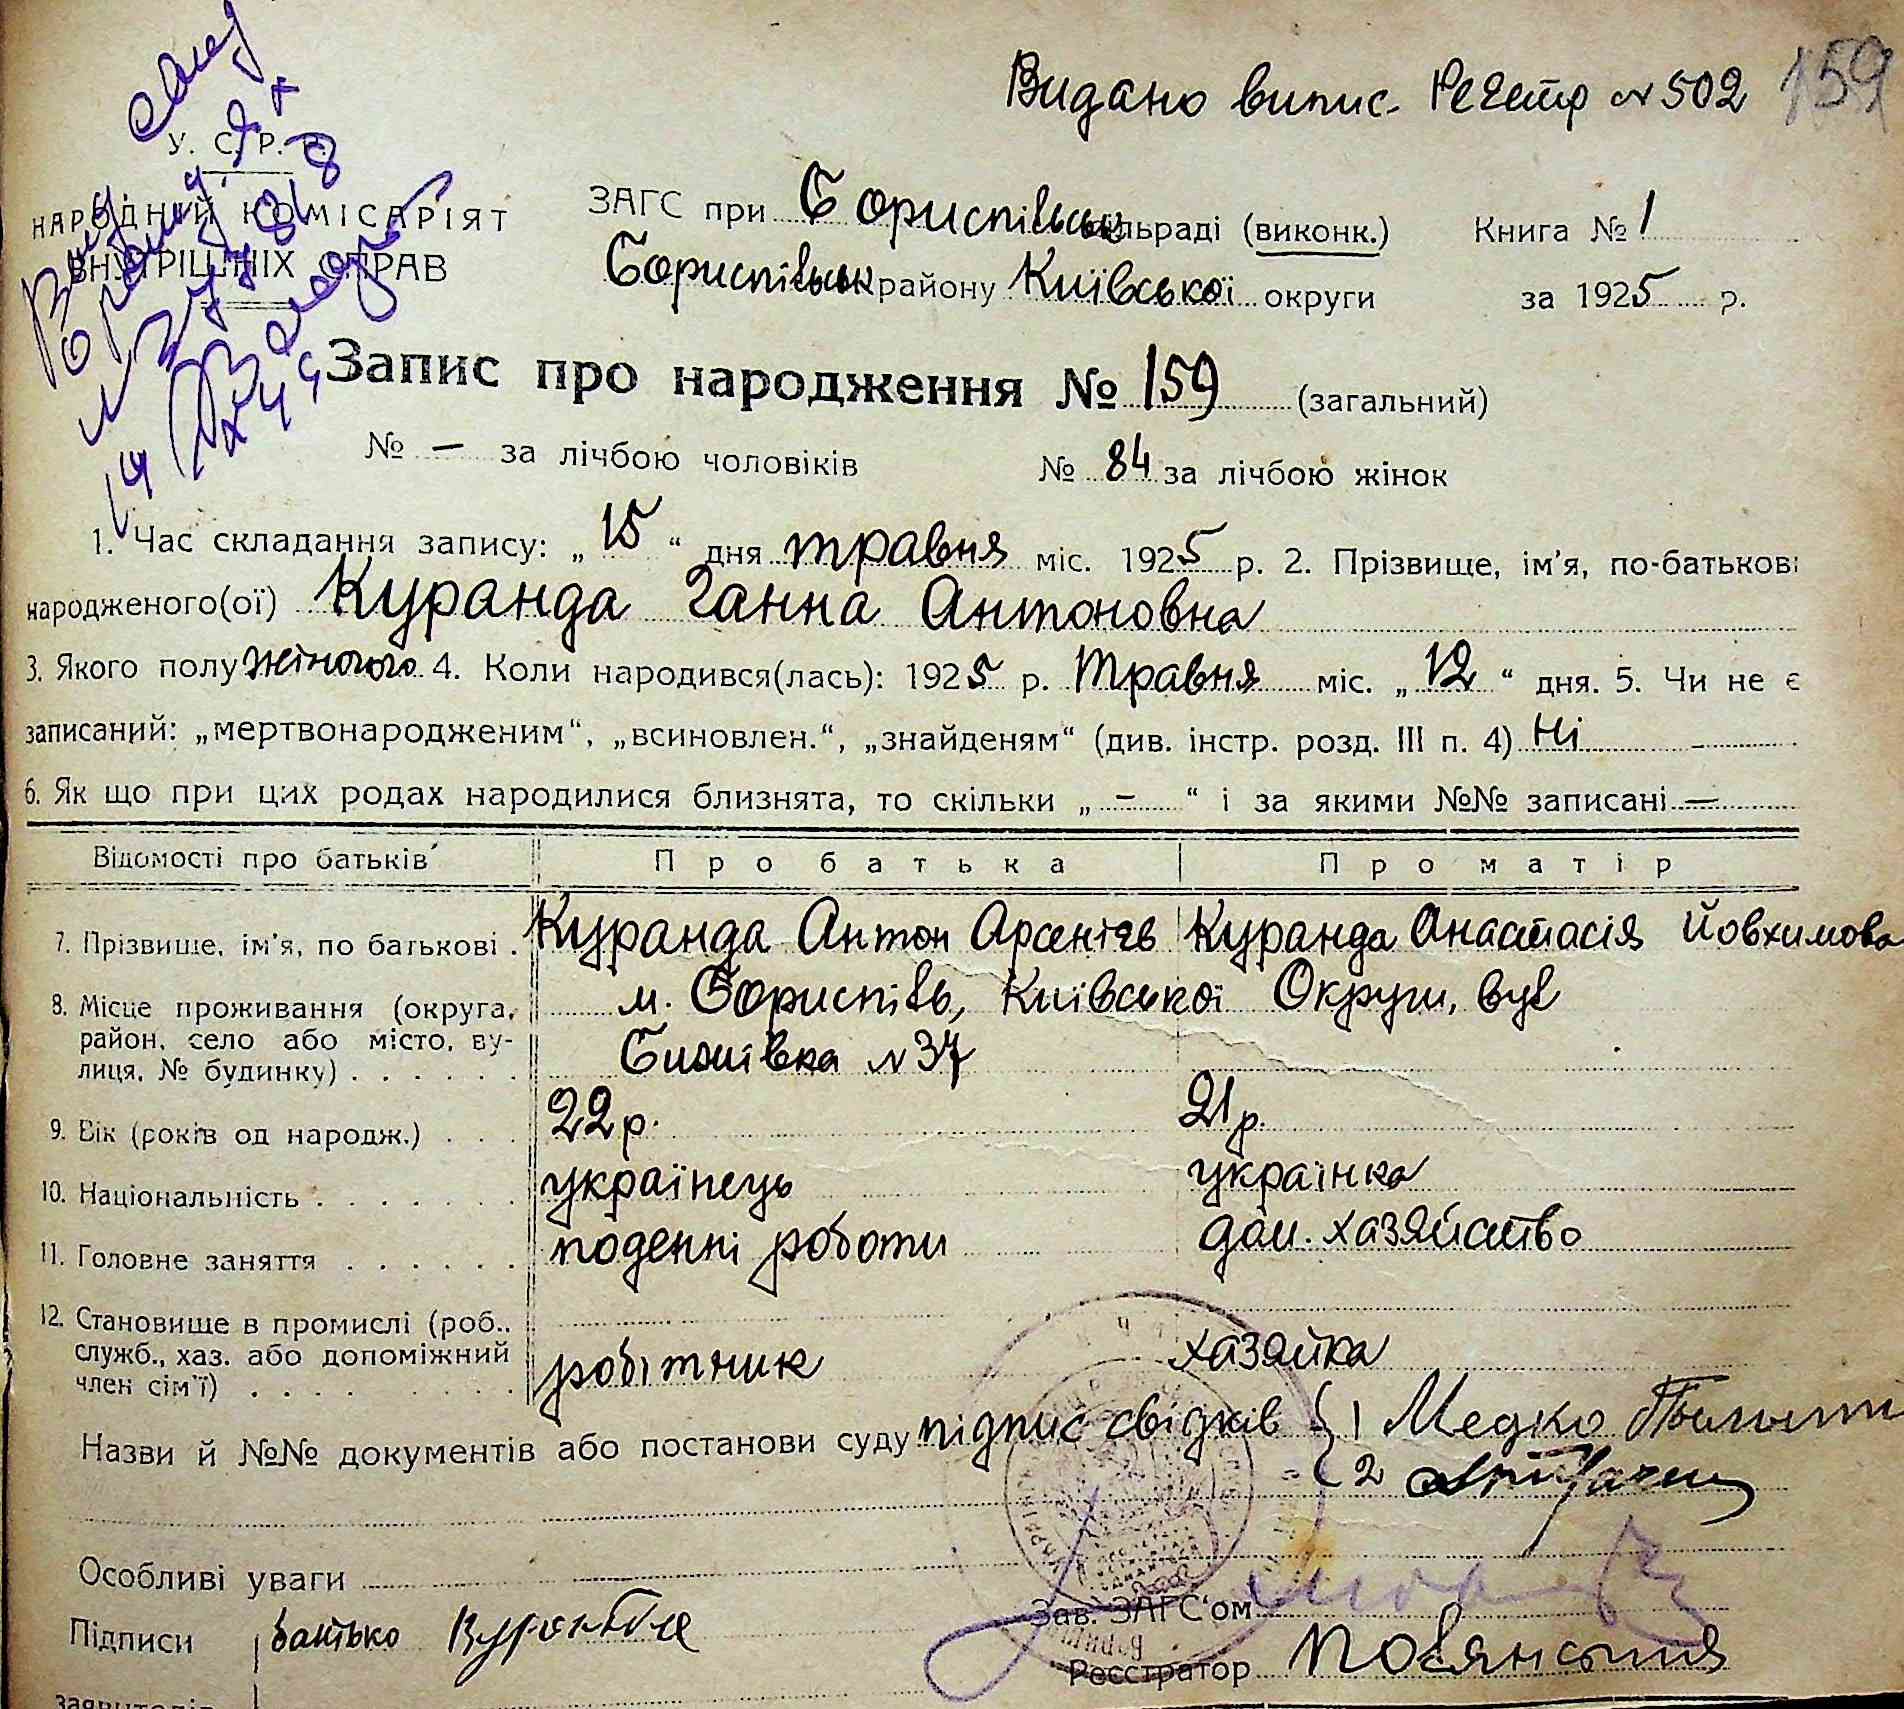 Видано випис. Реєстр № 502 159
У. С. Р. Р.
НАРОДНИЙ КОМІСАРІЯТ
ВНУТРІШНІХ СПРАВ
ЗАГС при Бориспільськ сільраді (виконк.) Книга № 1
Бориспільськ району Київської округи за 1925 р.
Запис про народження № 159 (загальний)
№ — за лічбою чоловіків № 84 за лічбою жінок
1. Час складання запису: „15“ дня травня міс. 1925 р. 2. Прізвище, ім'я, по-батькові
народженого(ої) Куранда Ганна Антоновна
3. Якого полу жіночого 4. Коли народився(лась): 1925 р. Травня міс. „12“ дня. 5. Чи не є
записаний: „мертвонародженим“, „всиновлен.“, „знайденям“ (див. інстр. розд. III п. 4) Ні
6. Як що при цих родах народилися близнята, то скільки „ – “ і за якими №№ записані —
Відомості про батьків Про батька Про матір
7. Прізвище, ім'я, по батькові . Куранда Антон Арсенієв Куранда Анастасія Йовхимова
8. Місце проживання (округа, м. Бориспіль, Київської Округи, вул
район, село або місто, ву- № 37
лиця, № будинку) . . . . . .
9. Вік (років од народж.) . . . 22 р. 21 р.
10. Національність . . . . . . . українець українка
11. Головне заняття . . . . . . поденні роботи дом. хазяйство
12. Становище в промислі (роб.,
служб., хаз. або допоміжний робітник хазяйка
член сім'ї) . . . . . . . . .
Назви й №№ документів або постанови суду підпис свідків { 1 Медко
2
Особливі уваги
Зав. ЗАГС'ом
Підписи батько
Реєстратор
заявителів